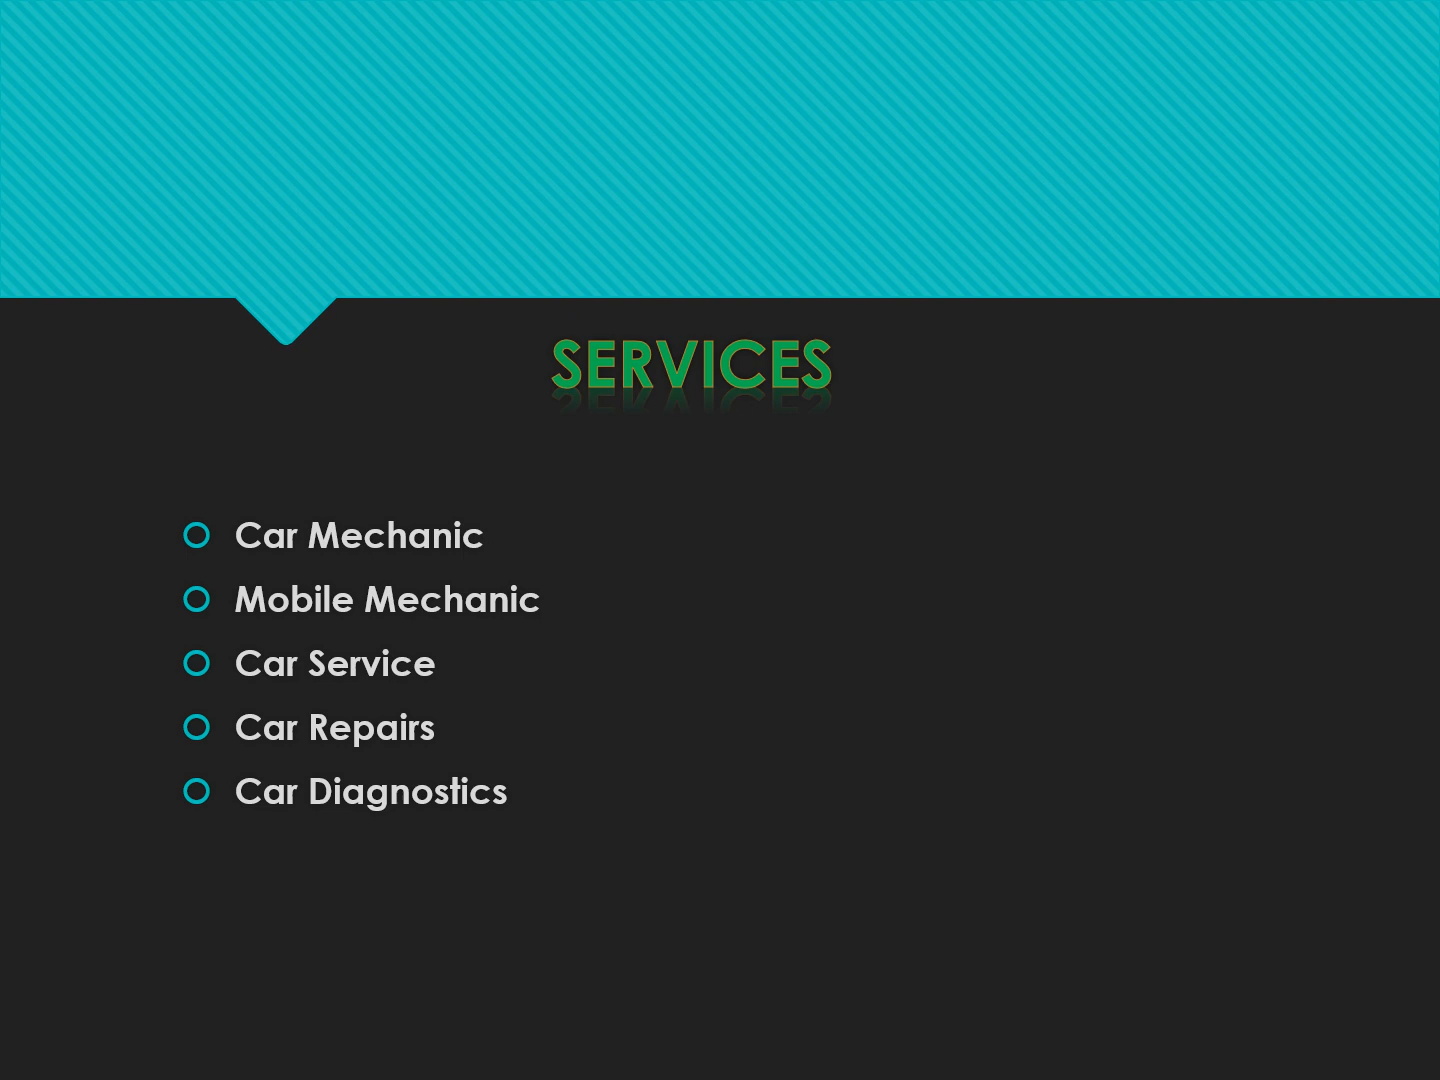 SERVICES
Car Mechanic
Mobile Mechanic
Car Service
Car Repairs
Car Diagnostics